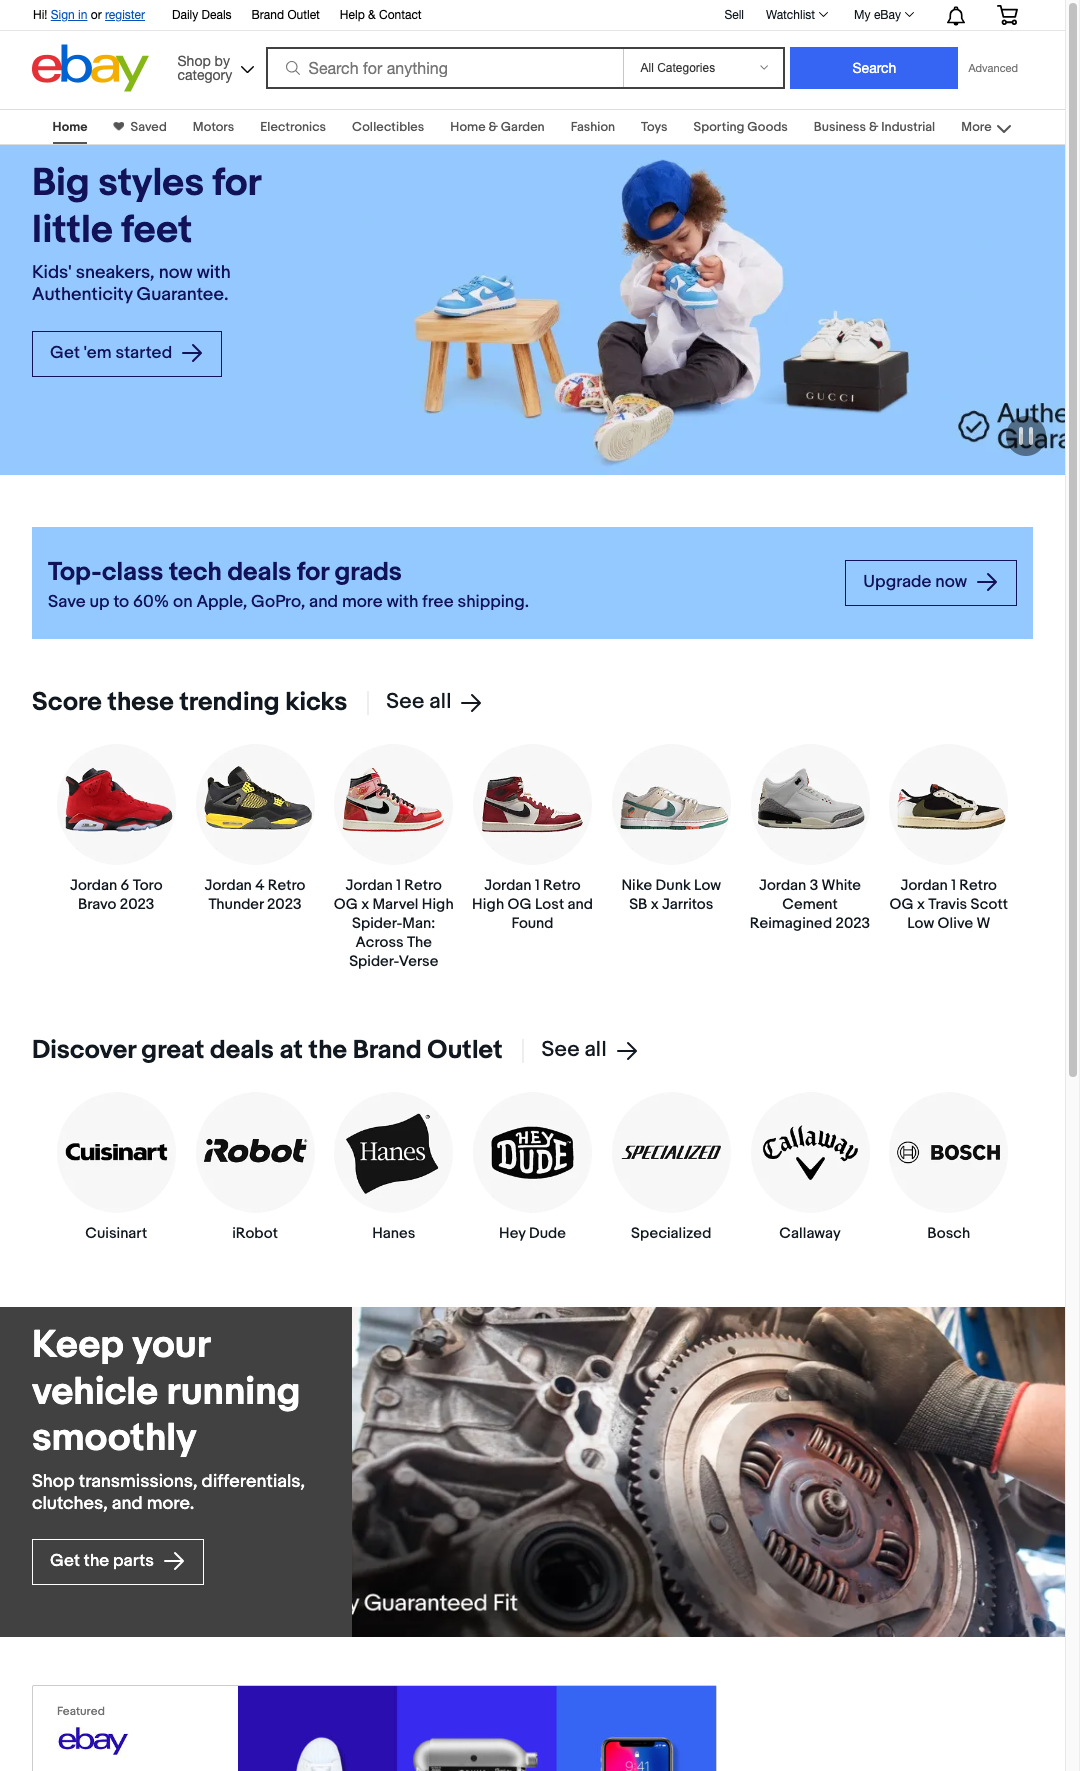 Hi! Sign in or register Daily Deals Brand Outlet Help & Contact Sell Watchlist My eBay
ebay Shop by category Search for anything All Categories Search Advanced
Home Saved Motors Electronics Collectibles Home & Garden Fashion Toys Sporting Goods Business & Industrial More
Big styles for
little feet
Kids' sneakers, now with
Authenticity Guarantee.
Get 'em started
GUCCI
Top-class tech deals for grads
Save up to 60% on Apple, GoPro, and more with free shipping.
Upgrade now
Score these trending kicks See all
Jordan 6 Toro
Bravo 2023
Jordan 4 Retro
Thunder 2023
Jordan 1 Retro
OG x Marvel High
Spider-Man:
Across The
Spider-Verse
Jordan 1 Retro
High OG Lost and
Found
Nike Dunk Low
SB x Jarritos
Jordan 3 White
Cement
Reimagined 2023
Jordan 1 Retro
OG x Travis Scott
Low Olive W
Discover great deals at the Brand Outlet See all
Cuisinart iRobot Hanes HEY DUDE SPECIALIZED Callaway BOSCH
Cuisinart iRobot Hanes Hey Dude Specialized Callaway Bosch
Keep your
vehicle running
smoothly
Shop transmissions, differentials,
clutches, and more.
Get the parts
y Guaranteed Fit
Featured
ebay
9:41